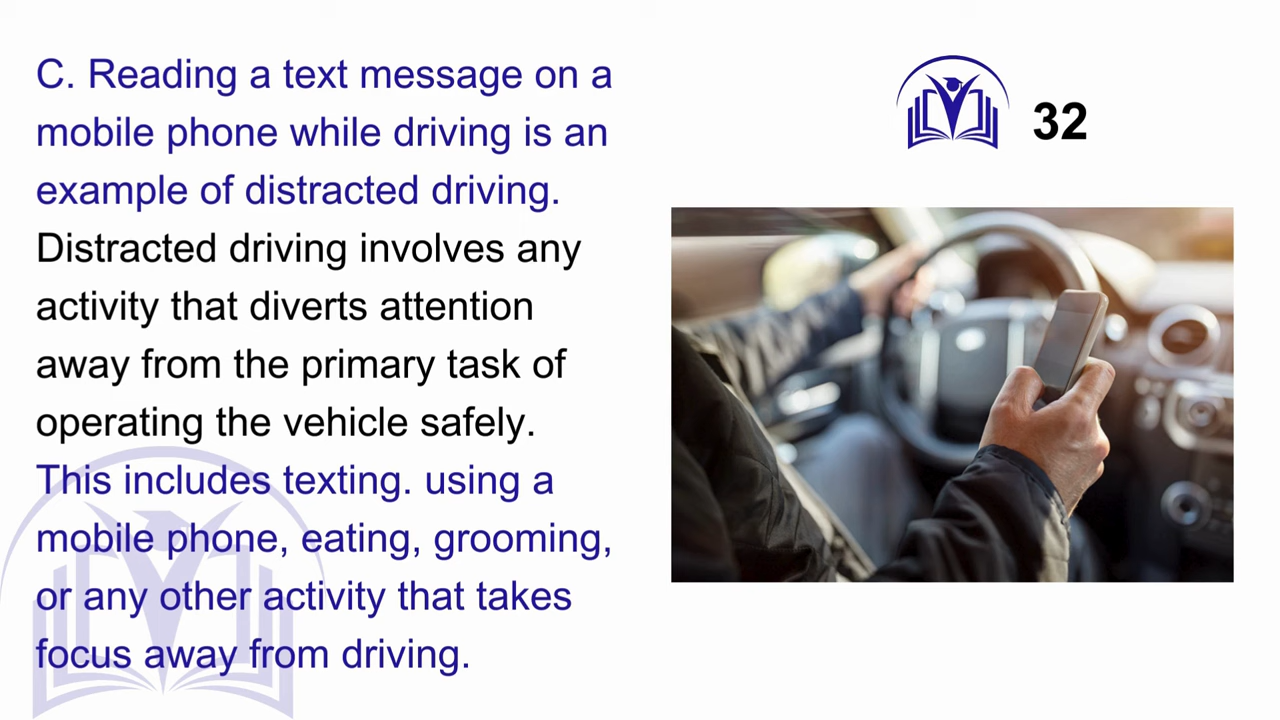 C. Reading a text message on a
mobile phone while driving is an
example of distracted driving.
Distracted driving involves any
activity that diverts attention
away from the primary task of
operating the vehicle safely.
This includes texting. using a
mobile phone, eating, grooming,
or any other activity that takes
focus away from driving.
32